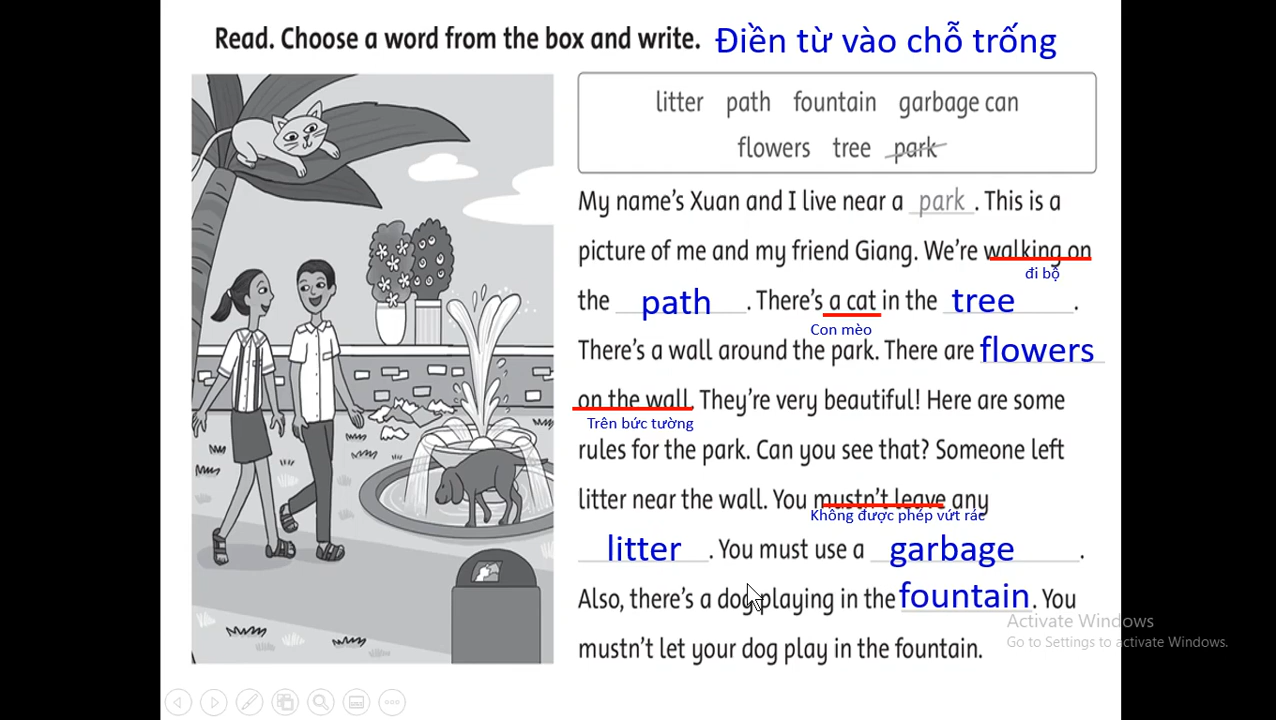 Read. Choose a word from the box and write. Điền từ vào chỗ trống
litter path fountain garbage can
flowers tree park
My name's Xuan and I live near a park. This is a
picture of me and my friend Giang. We're walking on
đi bộ
the path. There's a cat in the tree.
Con mèo
There's a wall around the park. There are flowers
on the wall. They're very beautiful! Here are some
Trên bức tường
rules for the park. Can you see that? Someone left
litter near the wall. You mustn't leave any
Không được phép vứt rác
litter. You must use a garbage.
Also, there's a dog playing in the fountain. You
mustn't let your dog play in the fountain.
Activate Windows
Go to Settings to activate Windows.